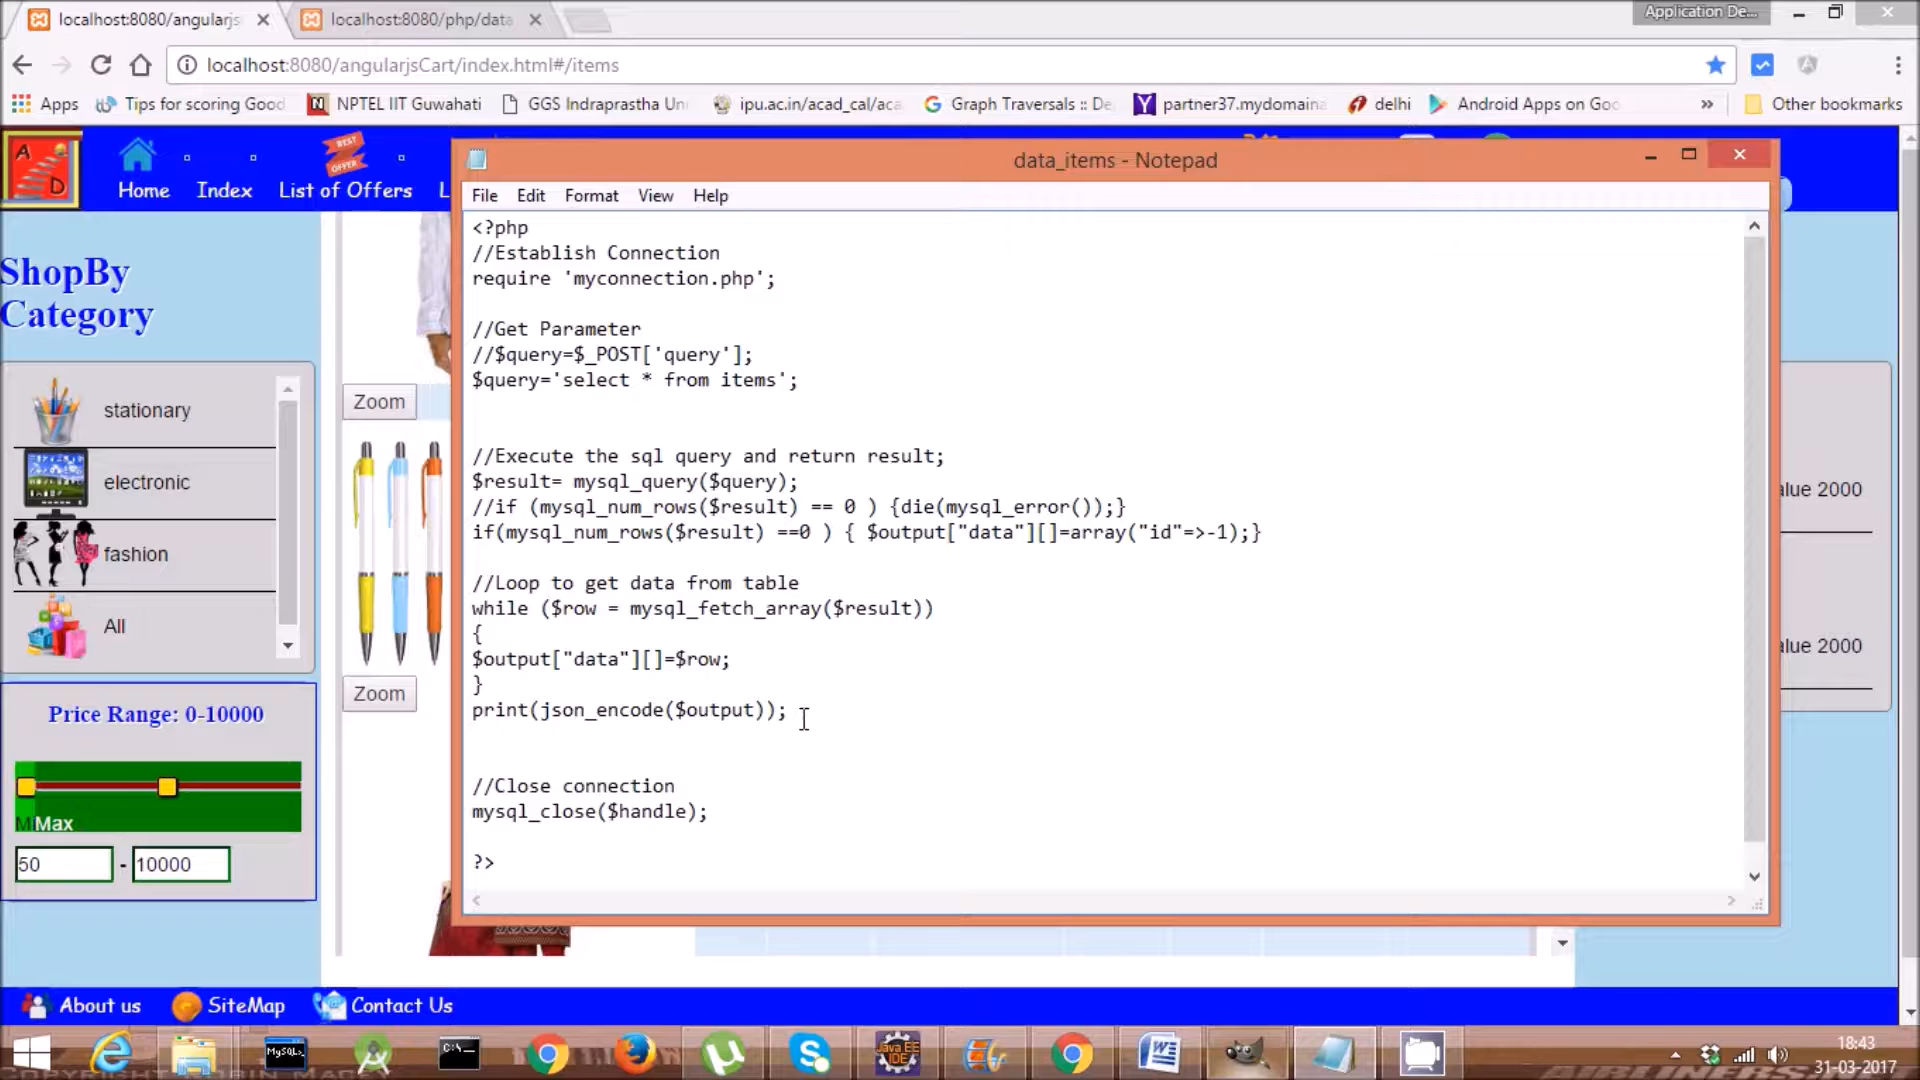 localhost:8080/angularjs
localhost:8080/php/data
Application De...
localhost:8080/angularjsCart/index.html#/items
Apps
Tips for scoring Good
NPTEL IIT Guwahati
GGS Indraprastha Un
ipu.ac.in/acad_cal/aca
Graph Traversals :: De
partner37.mydomain
delhi
Android Apps on Goo
»
Other bookmarks
A
D
Home
Index
BEST OFFER
List of Offers
L
data_items - Notepad
File Edit Format View Help
<?php
//Establish Connection
require 'myconnection.php';
//Get Parameter
//$query=$_POST['query'];
$query='select * from items';
//Execute the sql query and return result;
$result= mysql_query($query);
//if (mysql_num_rows($result) == 0 ) {die(mysql_error());}
if(mysql_num_rows($result) ==0 ) { $output["data"][]=array("id"=>-1);}
//Loop to get data from table
while ($row = mysql_fetch_array($result))
{
$output["data"][]=$row;
}
print(json_encode($output));
//Close connection
mysql_close($handle);
?>
ShopBy
Category
stationary
electronic
fashion
All
Price Range: 0-10000
Max
50 - 10000
Zoom
Zoom
alue 2000
alue 2000
About us
SiteMap
Contact Us
MySQL>
C:\-
Java EE
IDE
18:43
31-03-2017